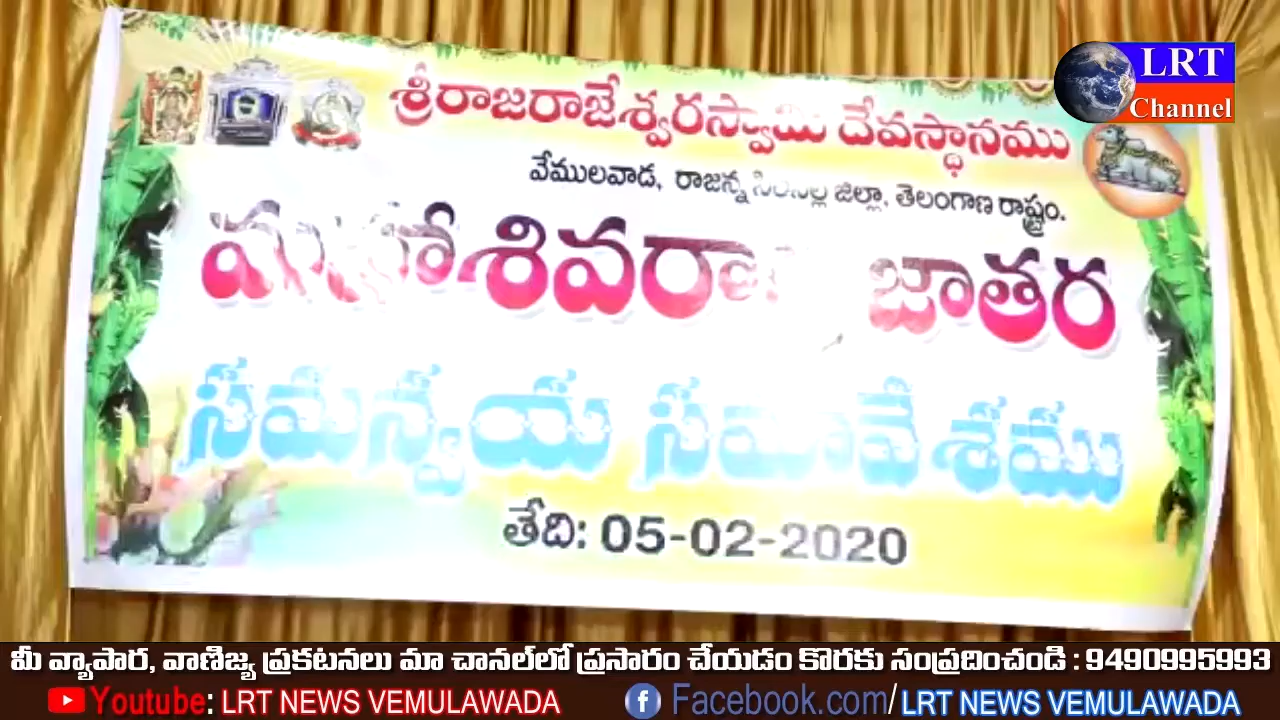 LRT
Channel
శ్రీరాజరాజేశ్వరస్వామి దేవస్థానము
వేములవాడ, రాజన్న జిల్లా, తెలంగాణ రాష్ట్రం.
జాతర
సమన్వయ సమావేశము
తేది: 05-02-2020
మీ వ్యాపార, వాణిజ్య ప్రకటనలు మా చానల్‌లో ప్రసారం చేయడం కొరకు సంప్రదించండి : 9490995993
Youtube: LRT NEWS VEMULAWADA
Facebook.com/LRT NEWS VEMULAWADA